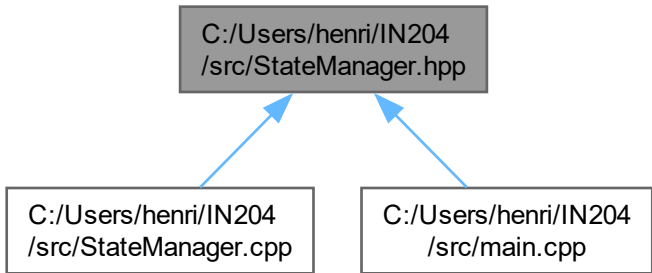 C:/Users/henri/IN204
/src/StateManager.hpp
C:/Users/henri/IN204
/src/StateManager.cpp
C:/Users/henri/IN204
/src/main.cpp